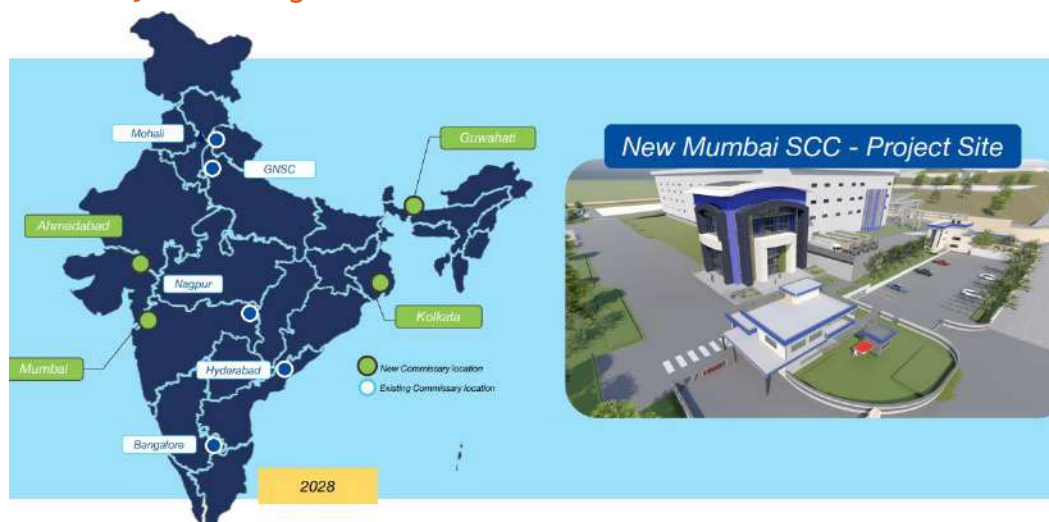 Mohali
GNSC
Guwahati
Ahmedabad
Nagpur
Kolkata
Mumbai
Hyderabad
Bangalore
New Commissary location
Existing Commissary location
2028
New Mumbai SCC - Project Site